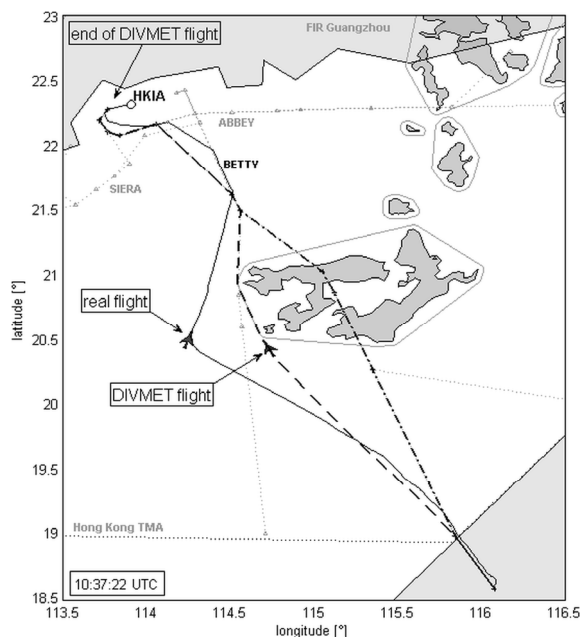 23
22.5
22
21.5
21
20.5
20
19.5
19
18.5
latitude [°]
end of DIVMET flight
FIR Guangzhou
HKIA
ABBEY
BETTY
SIERA
real flight
DIVMET flight
Hong Kong TMA
10:37:22 UTC
113.5 114 114.5 115 115.5 116 116.5
longitude [°]